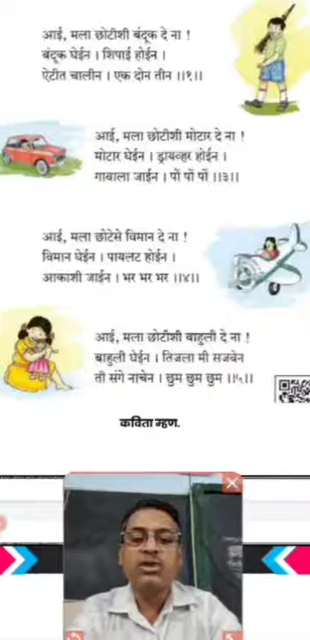 आई, मला छोटीशी बंदूक दे ना !
बंदूक घेईन । शिपाई होईन ।
ऐटीत चालीन । एक दोन तीन ।।१।।
आई, मला छोटीशी मोटार दे ना !
मोटार घेईन । ड्रायव्हर होईन ।
गावाला जाईन । पों पों पों ।।३।।
आई, मला छोटेसे विमान दे ना !
विमान घेईन । पायलट होईन ।
आकाशी जाईन । भर भर भर ।।४।।
आई, मला छोटीशी बाहुली दे ना !
बाहुली घेईन । तिजला मी सजवेन
ती संगे नाचेन । छुम छुम छुम ।।५।।
कविता म्हण.